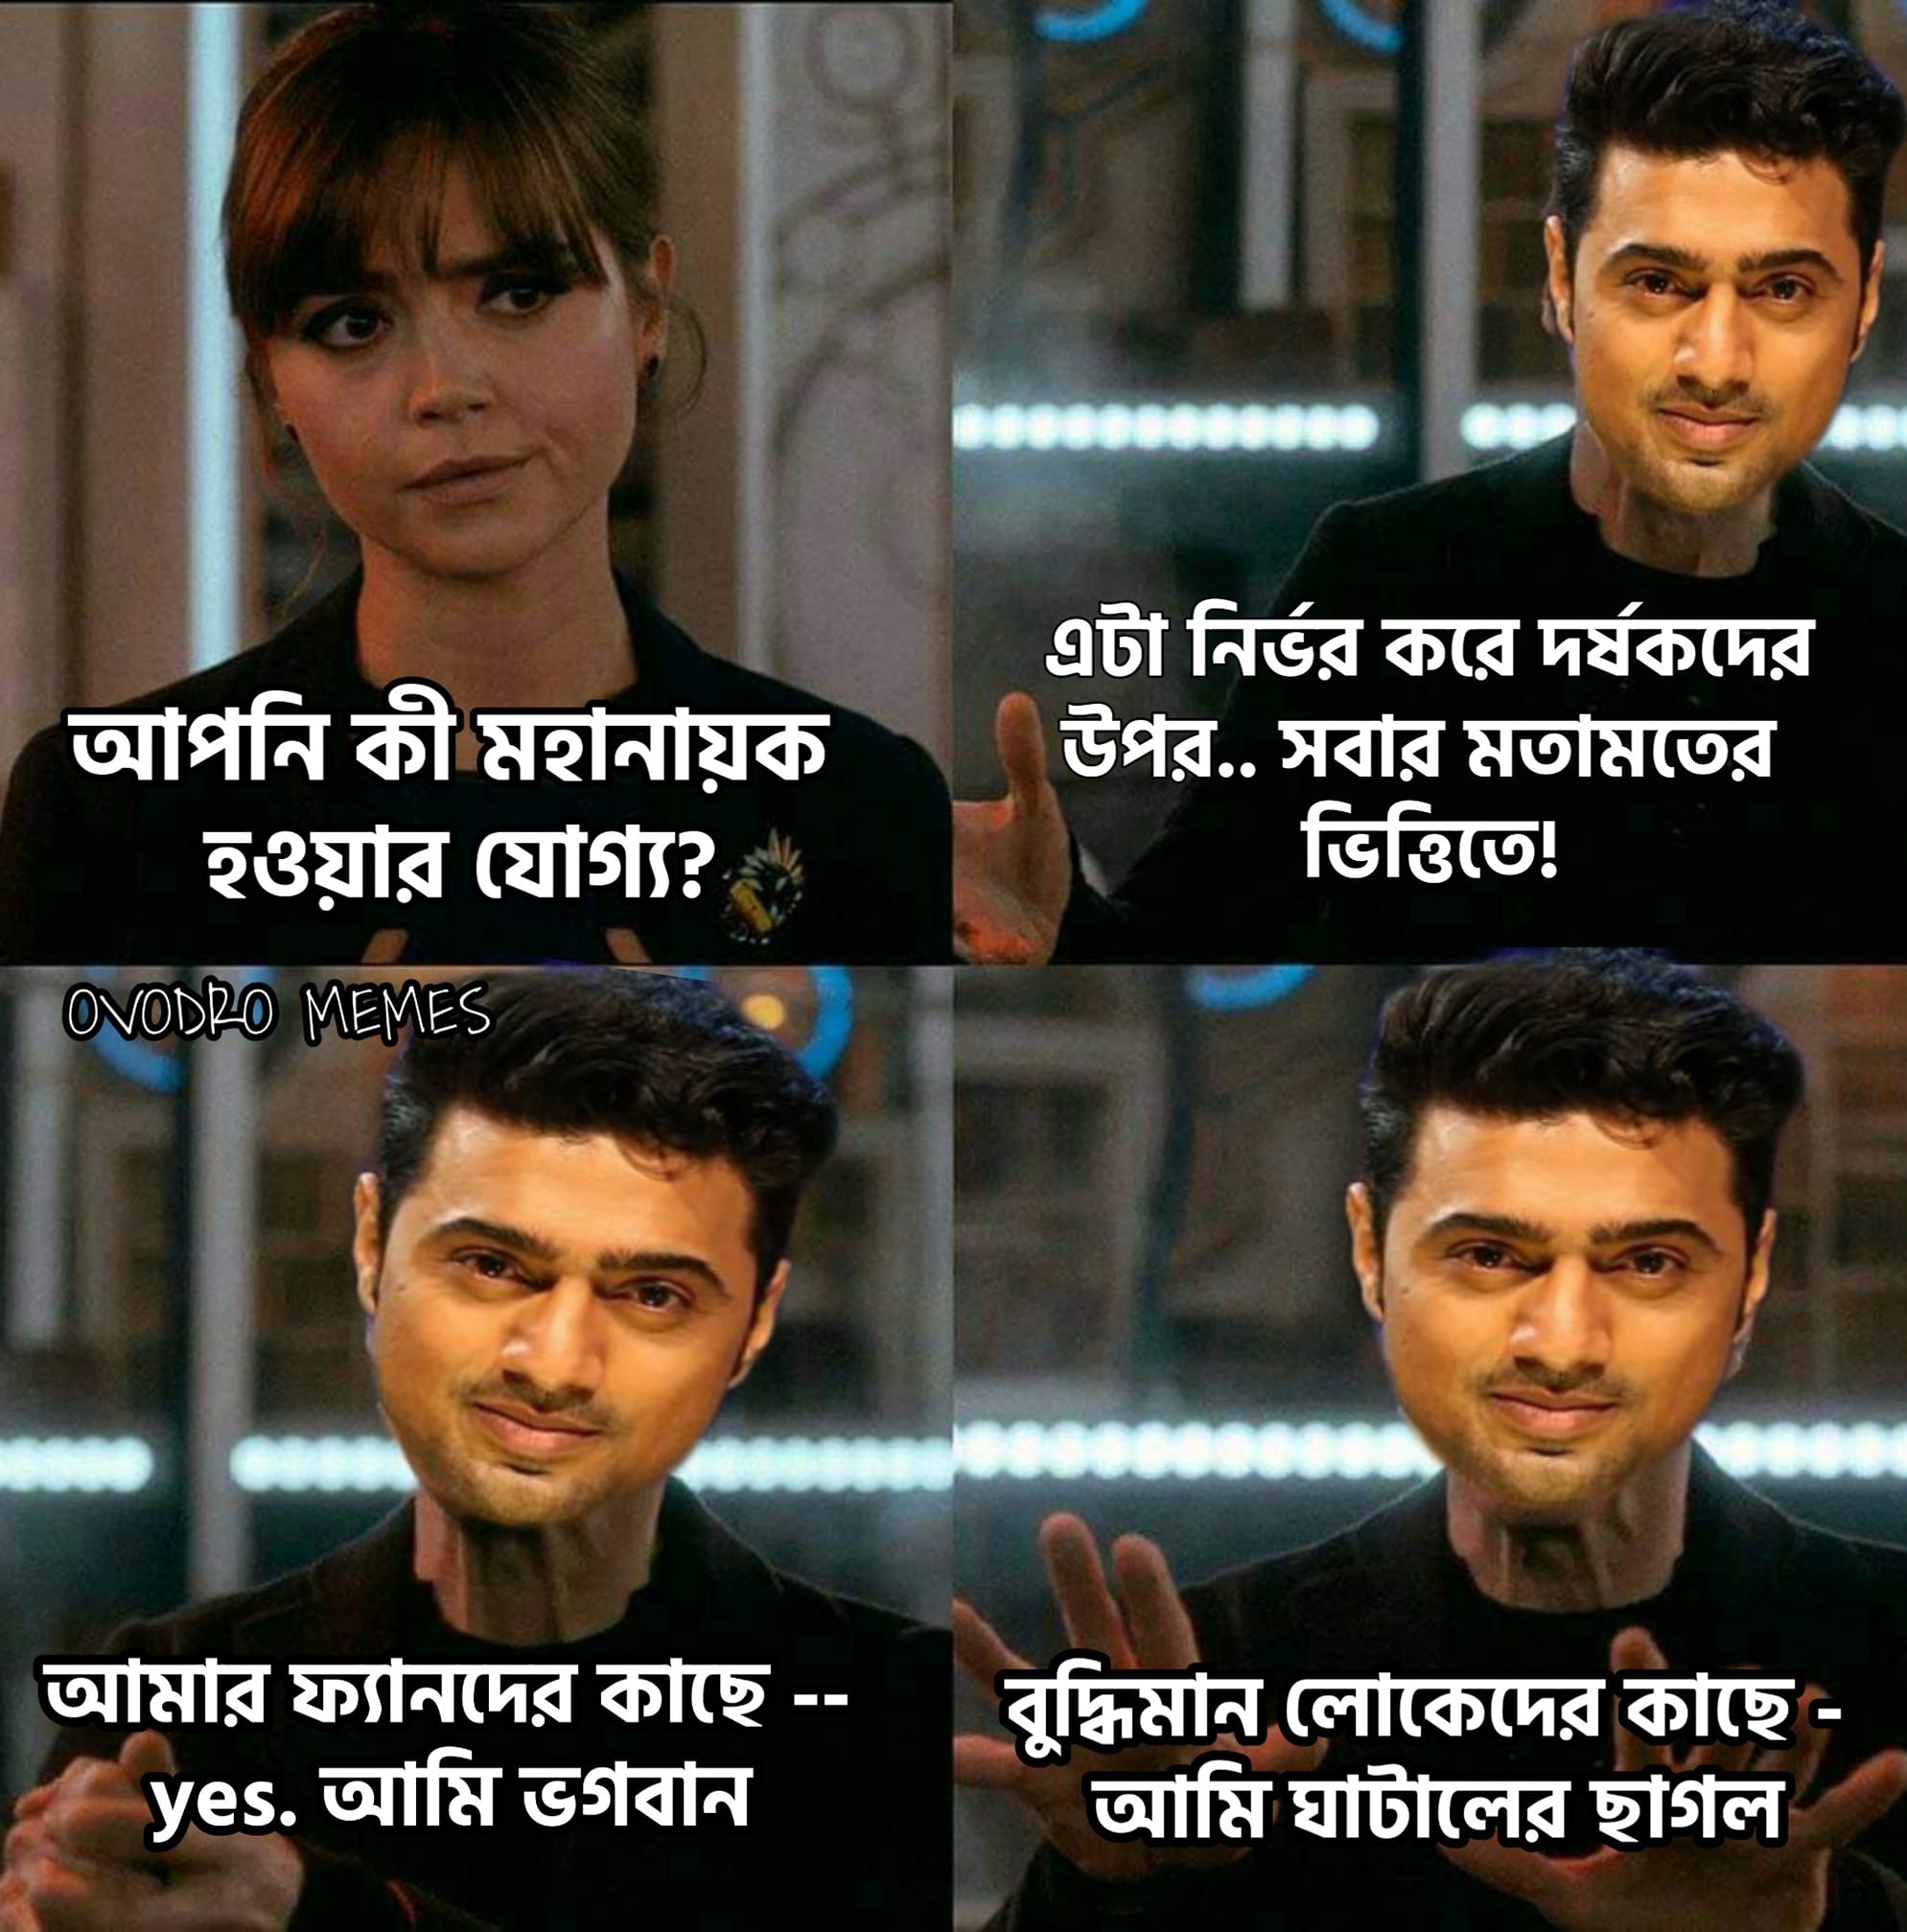 আপনি কী মহানায়ক
হওয়ার যোগ্য?
এটা নির্ভর করে দর্ষকদের
উপর.. সবার মতামতের
ভিত্তিতে!
OVODRO MEMES
আমার ফ্যানদের কাছে --
yes. আমি ভগবান
বুদ্ধিমান লোকেদের কাছে -
আমি ঘাটালের ছাগল